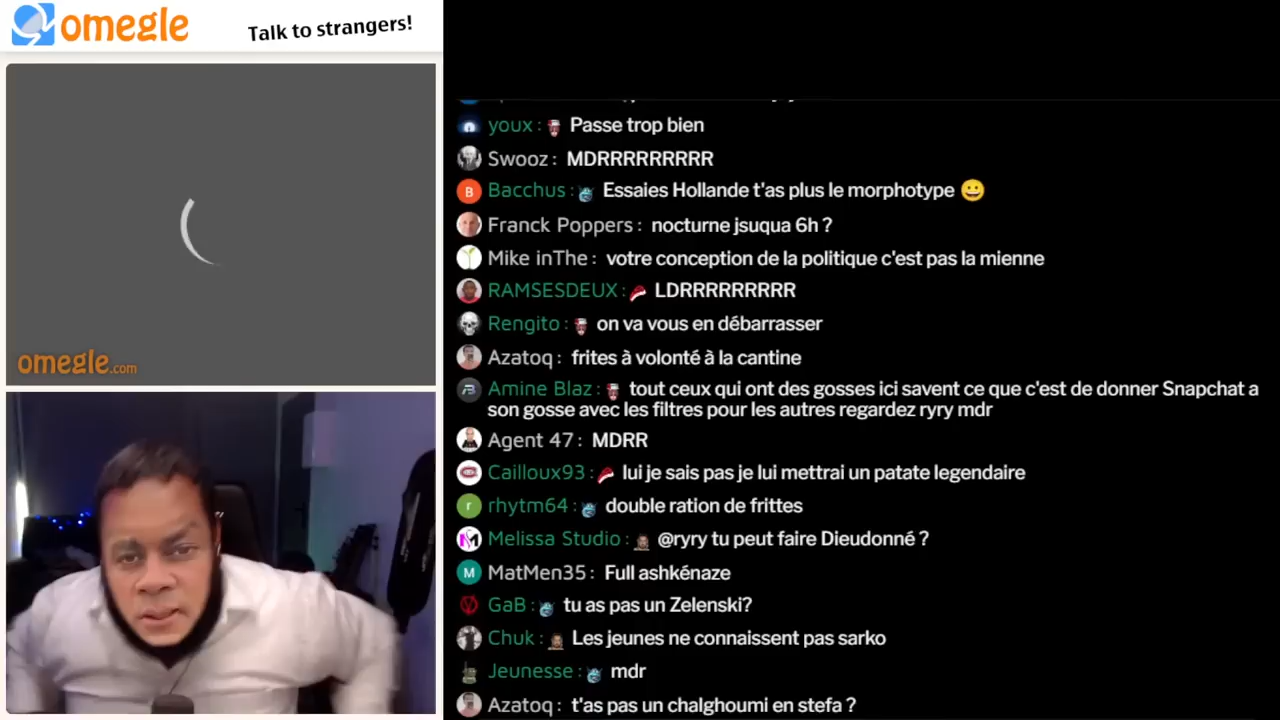 omegle
Talk to strangers!
omegle.com
youx : Passe trop bien
Swooz : MDRRRRRRRRR
B Bacchus : Essaies Hollande t'as plus le morphotype 😀
Franck Poppers : nocturne jsuqua 6h ?
Mike inThe : votre conception de la politique c'est pas la mienne
RAMSESDEUX : LDRRRRRRRRR
Rengito : on va vous en débarrasser
Azatoq : frites à volonté à la cantine
Amine Blaz : tout ceux qui ont des gosses ici savent ce que c'est de donner Snapchat a
son gosse avec les filtres pour les autres regardez ryry mdr
Agent 47 : MDRR
Cailloux93 : lui je sais pas je lui mettrai un patate legendaire
r rhytm64 : double ration de frittes
Melissa Studio : @ryry tu peut faire Dieudonné ?
M MatMen35 : Full ashkénaze
GaB : tu as pas un Zelenski?
Chuk : Les jeunes ne connaissent pas sarko
Jeunesse : mdr
Azatoq : t'as pas un chalghoumi en stefa ?